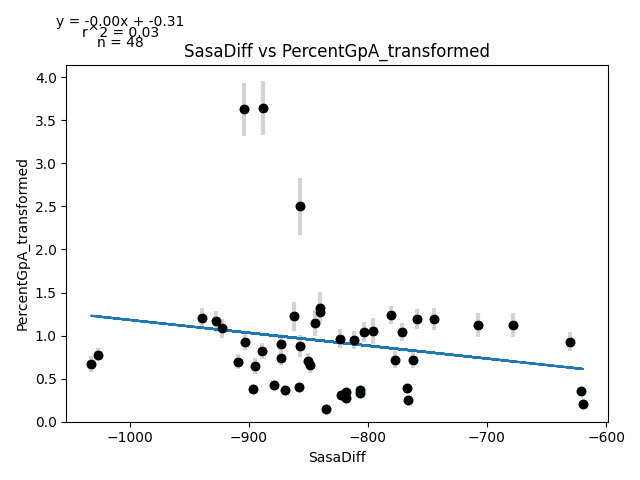 y = -0.00x + -0.31
r^2 = 0.03
n = 48
SasaDiff vs PercentGpA_transformed
PercentGpA_transformed
4.0
3.5
3.0
2.5
2.0
1.5
1.0
0.5
0.0
−1000 −900 −800 −700 −600
SasaDiff